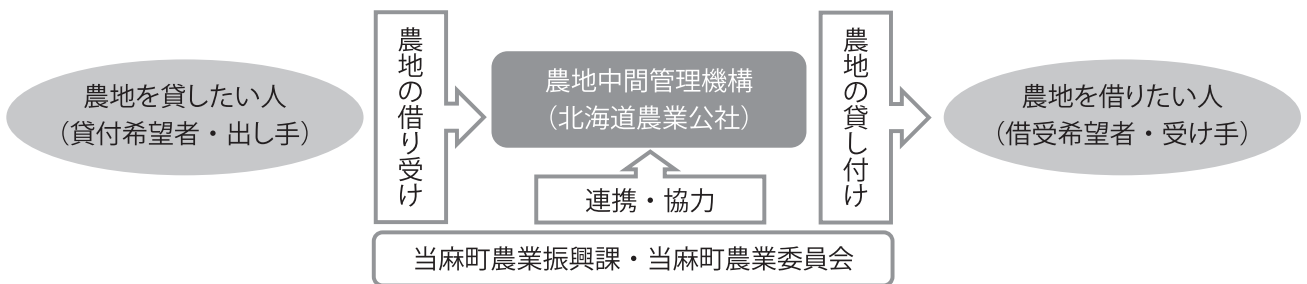 農地を貸したい人
（貸付希望者・出し手）
農地の借り受け
農地中間管理機構
（北海道農業公社）
連携・協力
農地の貸し付け
農地を借りたい人
（借受希望者・受け手）
当麻町農業振興課・当麻町農業委員会